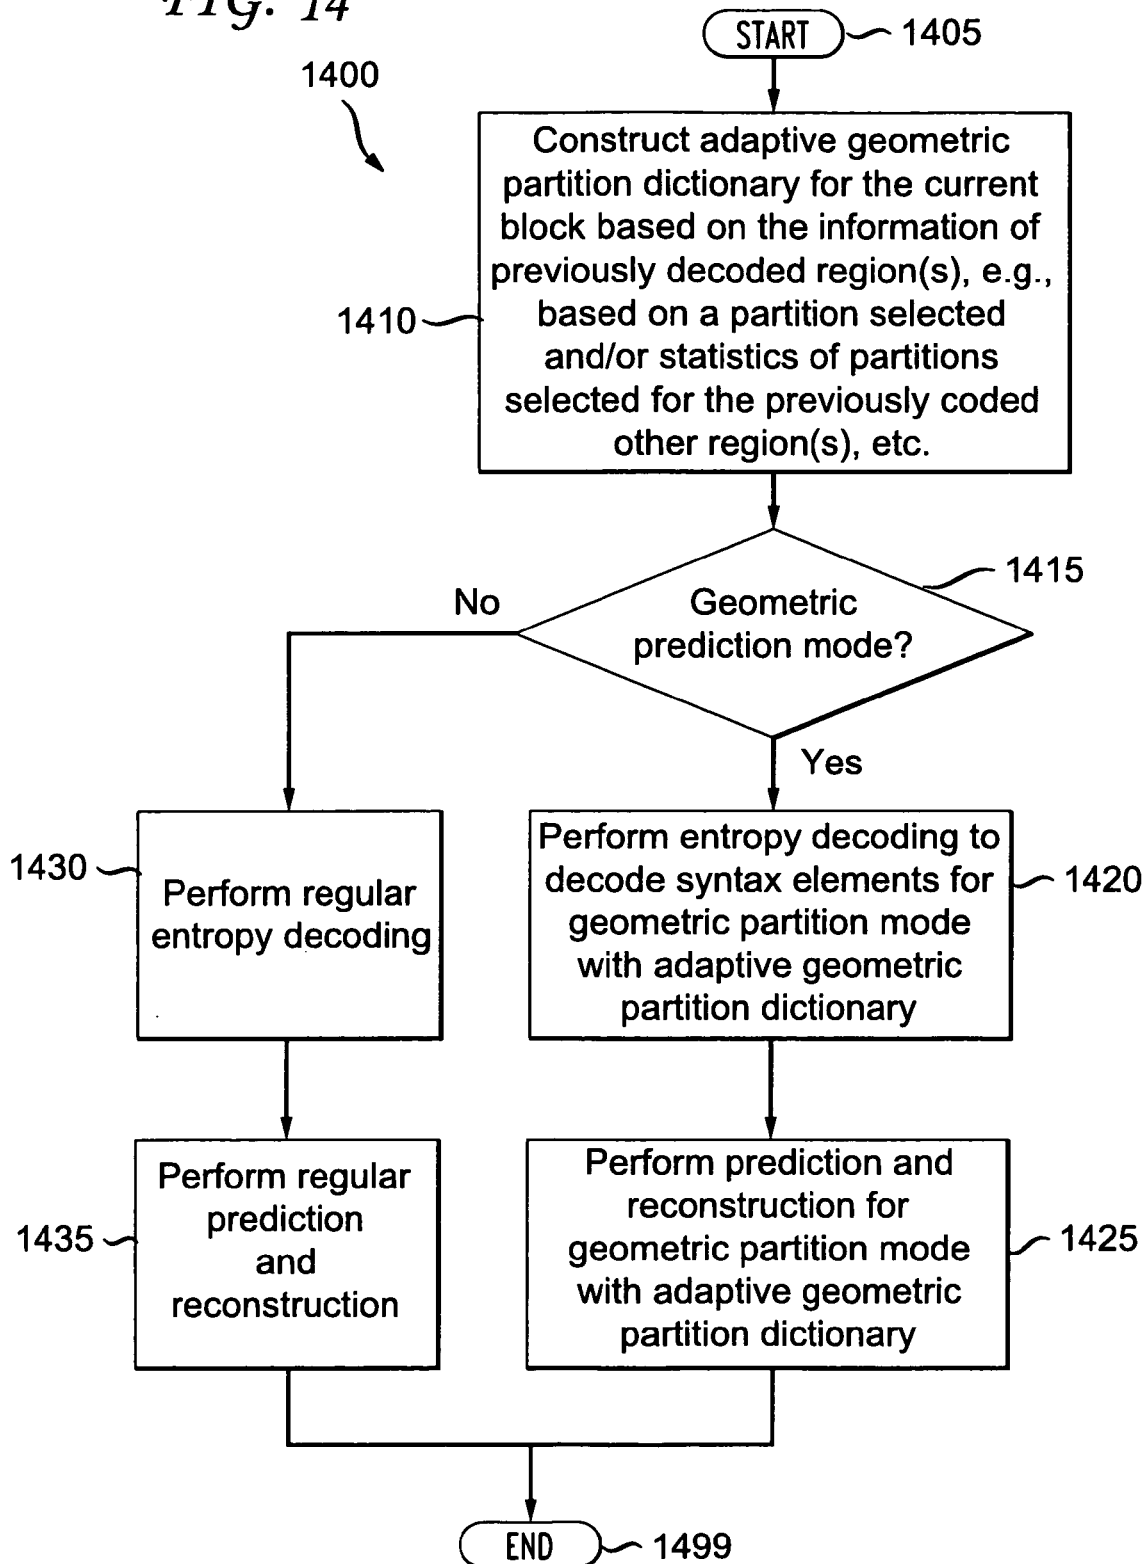 FIG. 14
START
1405
1400
Construct adaptive geometric
partition dictionary for the current
block based on the information of
previously decoded region(s), e.g.,
based on a partition selected
and/or statistics of partitions
selected for the previously coded
other region(s), etc.
1410
1415
No
Geometric
prediction mode?
Yes
1430
Perform regular
entropy decoding
Perform entropy decoding to
decode syntax elements for
geometric partition mode
with adaptive geometric
partition dictionary
1420
1435
Perform regular
prediction
and
reconstruction
Perform prediction and
reconstruction for
geometric partition mode
with adaptive geometric
partition dictionary
1425
END
1499